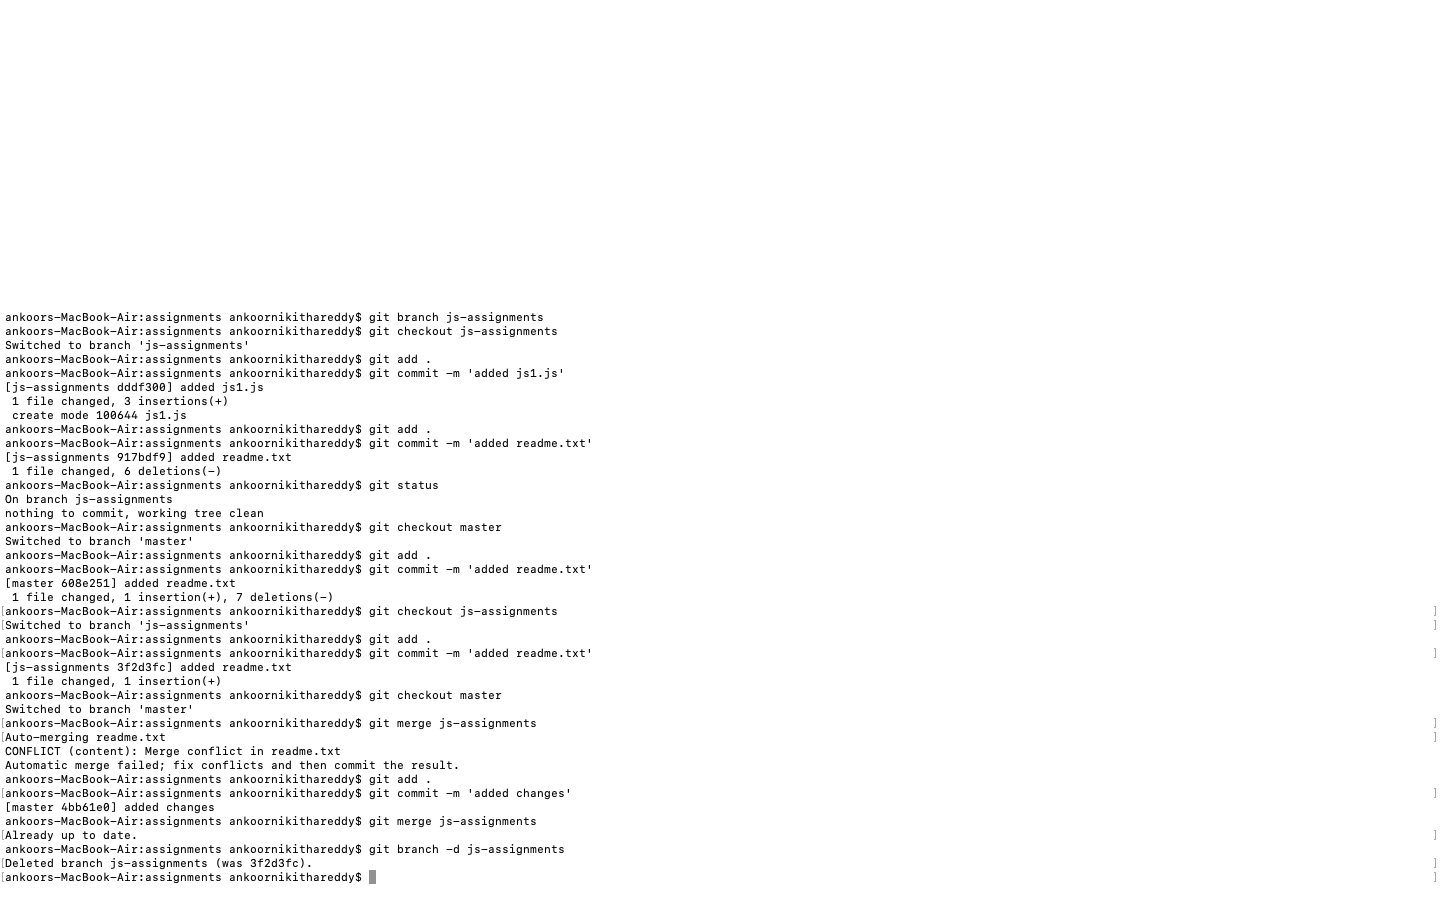 ankoors-MacBook-Air:assignments ankoornikithareddy$ git branch js-assignments
ankoors-MacBook-Air:assignments ankoornikithareddy$ git checkout js-assignments
Switched to branch 'js-assignments'
ankoors-MacBook-Air:assignments ankoornikithareddy$ git add .
ankoors-MacBook-Air:assignments ankoornikithareddy$ git commit -m 'added js1.js'
[js-assignments dddf300] added js1.js
 1 file changed, 3 insertions(+)
 create mode 100644 js1.js
ankoors-MacBook-Air:assignments ankoornikithareddy$ git add .
ankoors-MacBook-Air:assignments ankoornikithareddy$ git commit -m 'added readme.txt'
[js-assignments 917bdf9] added readme.txt
 1 file changed, 6 deletions(-)
ankoors-MacBook-Air:assignments ankoornikithareddy$ git status
On branch js-assignments
nothing to commit, working tree clean
ankoors-MacBook-Air:assignments ankoornikithareddy$ git checkout master
Switched to branch 'master'
ankoors-MacBook-Air:assignments ankoornikithareddy$ git add .
ankoors-MacBook-Air:assignments ankoornikithareddy$ git commit -m 'added readme.txt'
[master 608e251] added readme.txt
 1 file changed, 1 insertion(+), 7 deletions(-)
[ankoors-MacBook-Air:assignments ankoornikithareddy$ git checkout js-assignments ]
[Switched to branch 'js-assignments' ]
ankoors-MacBook-Air:assignments ankoornikithareddy$ git add .
[ankoors-MacBook-Air:assignments ankoornikithareddy$ git commit -m 'added readme.txt' ]
[js-assignments 3f2d3fc] added readme.txt
 1 file changed, 1 insertion(+)
ankoors-MacBook-Air:assignments ankoornikithareddy$ git checkout master
Switched to branch 'master'
[ankoors-MacBook-Air:assignments ankoornikithareddy$ git merge js-assignments ]
[Auto-merging readme.txt ]
CONFLICT (content): Merge conflict in readme.txt
Automatic merge failed; fix conflicts and then commit the result.
ankoors-MacBook-Air:assignments ankoornikithareddy$ git add .
[ankoors-MacBook-Air:assignments ankoornikithareddy$ git commit -m 'added changes' ]
[master 4bb61e0] added changes
ankoors-MacBook-Air:assignments ankoornikithareddy$ git merge js-assignments
[Already up to date. ]
ankoors-MacBook-Air:assignments ankoornikithareddy$ git branch -d js-assignments
[Deleted branch js-assignments (was 3f2d3fc). ]
[ankoors-MacBook-Air:assignments ankoornikithareddy$ ]